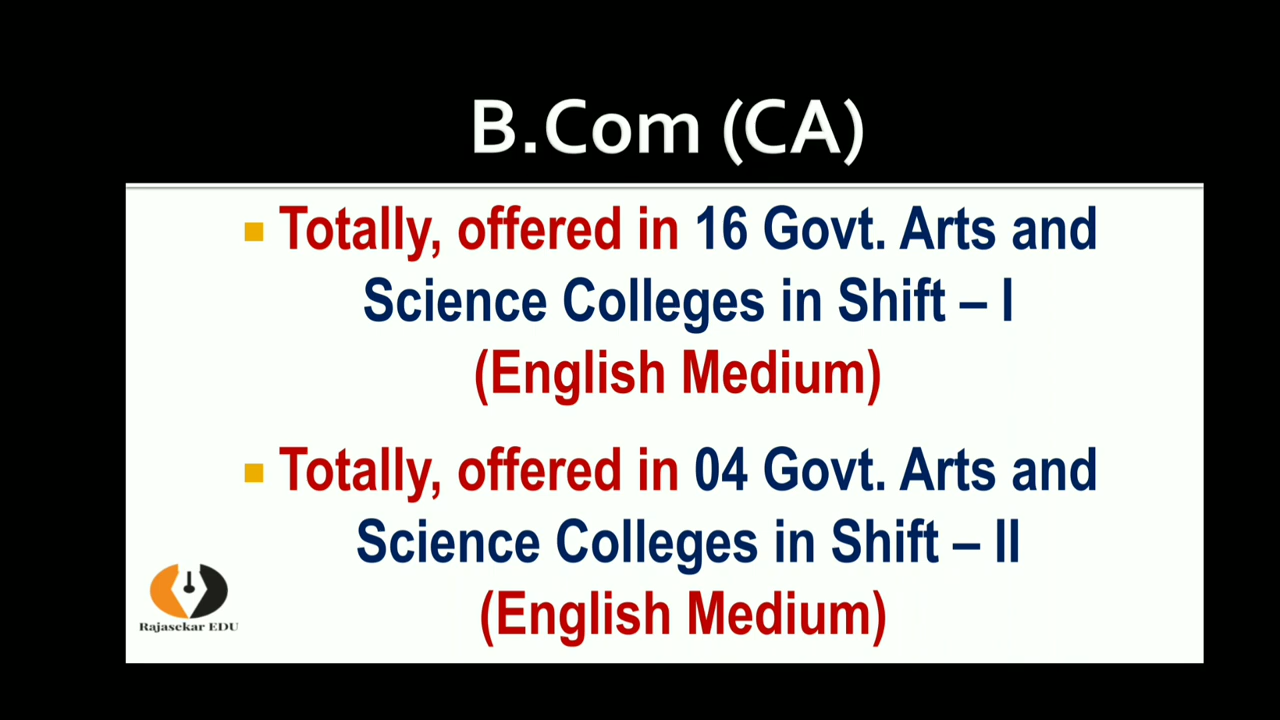 B.Com (CA)
Totally, offered in 16 Govt. Arts and
Science Colleges in Shift – I
(English Medium)
Totally, offered in 04 Govt. Arts and
Science Colleges in Shift – II
(English Medium)
Rajasekar EDU